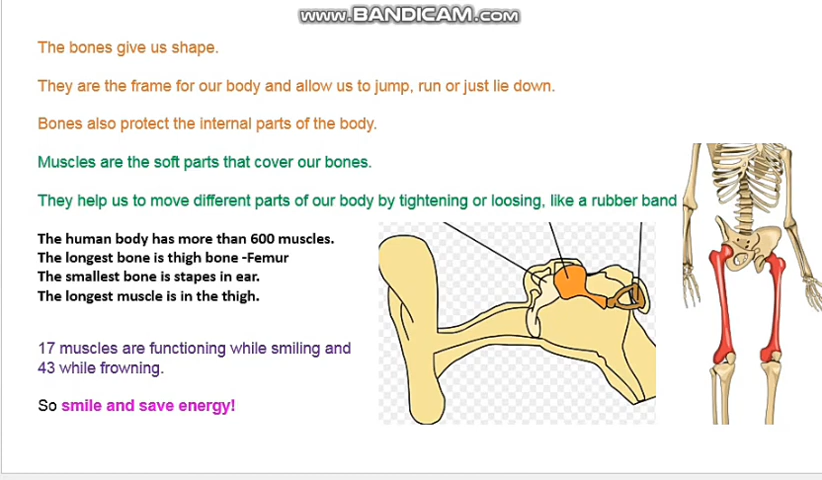 www.BANDICAM.com
The bones give us shape.
They are the frame for our body and allow us to jump, run or just lie down.
Bones also protect the internal parts of the body.
Muscles are the soft parts that cover our bones.
They help us to move different parts of our body by tightening or loosing, like a rubber band
The human body has more than 600 muscles.
The longest bone is thigh bone -Femur
The smallest bone is stapes in ear.
The longest muscle is in the thigh.
17 muscles are functioning while smiling and
43 while frowning.
So smile and save energy!